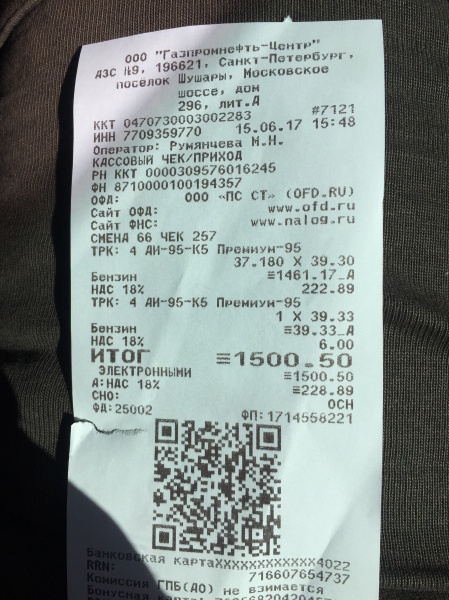 ООО "Газпромнефть-Центр"
АЗС №9, 196621, Санкт-Петербург,
посёлок Шушары, Московское
шоссе, дом
296, лит.А
ККТ 0470730003002283 #7121
ИНН 7709359770 15.06.17 15:48
Оператор: Румянчева М.Н.
КАССОВЫЙ ЧЕК/ПРИХОД
РН ККТ 0000309576016245
ФН 8710000100194357
ОФД: ООО «ПС СТ» (OFD.RU)
Сайт ОФД: www.ofd.ru
Сайт ФНС: www.nalog.ru
СМЕНА 66 ЧЕК 257
ТРК: 4 АИ-95-К5 Премиум-95
37.180 X 39.30
Бензин ≡1461.17_А
НДС 18% 222.89
ТРК: 4 АИ-95-К5 Премиум-95
1 X 39.33
Бензин ≡39.33_А
НДС 18% 6.00
ИТОГ ≡1500.50
ЭЛЕКТРОННЫМИ ≡1500.50
А:НДС 18% ≡228.89
СНО: ОСН
ФД:25002 ФП:1714558221
Банковская картаXXXXXXXXXXXX4022
RRN: 716607654737
Комиссия ГПБ(АО) не взимается
Бонусная карта: